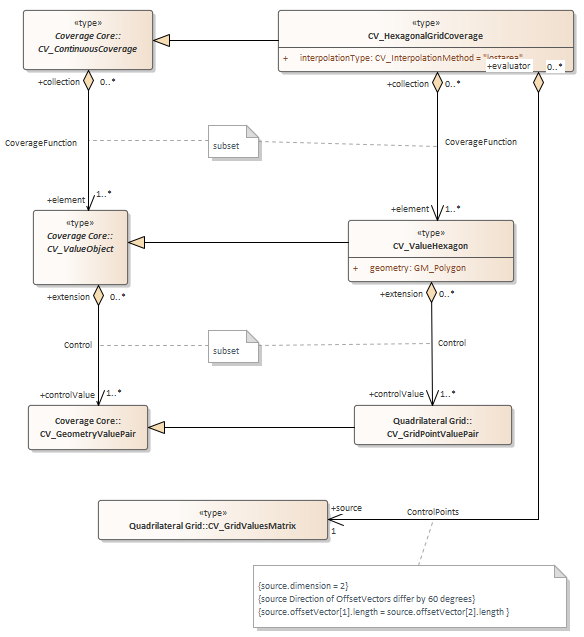 «type»
Coverage Core::
CV_ContinuousCoverage
«type»
CV_HexagonalGridCoverage
+ interpolationType: CV_InterpolationMethod = "lostarea"
+evaluator
0..*
+collection
0..*
+collection
0..*
CoverageFunction
subset
CoverageFunction
+element
1..*
+element
1..*
«type»
Coverage Core::
CV_ValueObject
«type»
CV_ValueHexagon
+ geometry: GM_Polygon
+extension
0..*
+extension
0..*
Control
subset
Control
+controlValue
1..*
+controlValue
1..*
Coverage Core::
CV_GeometryValuePair
Quadrilateral Grid::
CV_GridPointValuePair
«type»
Quadrilateral Grid::CV_GridValuesMatrix
+source
1
ControlPoints
{source.dimension = 2}
{source Direction of OffsetVectors differ by 60 degrees}
{source.offsetVector[1].length = source.offsetVector[2].length }